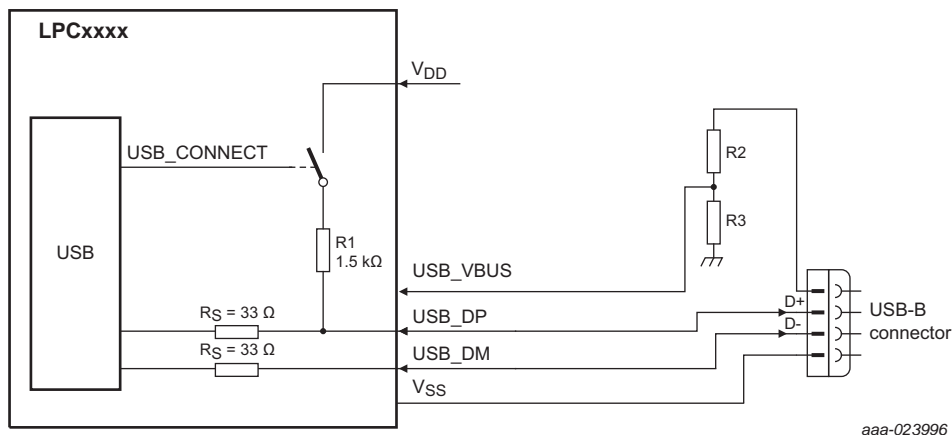 LPCxxxx
VDD
USB_CONNECT
R2
R3
USB
R1
1.5 kΩ
USB_VBUS
RS = 33 Ω
USB_DP
D+
USB-B
RS = 33 Ω
USB_DM
D-
connector
VSS
aaa-023996